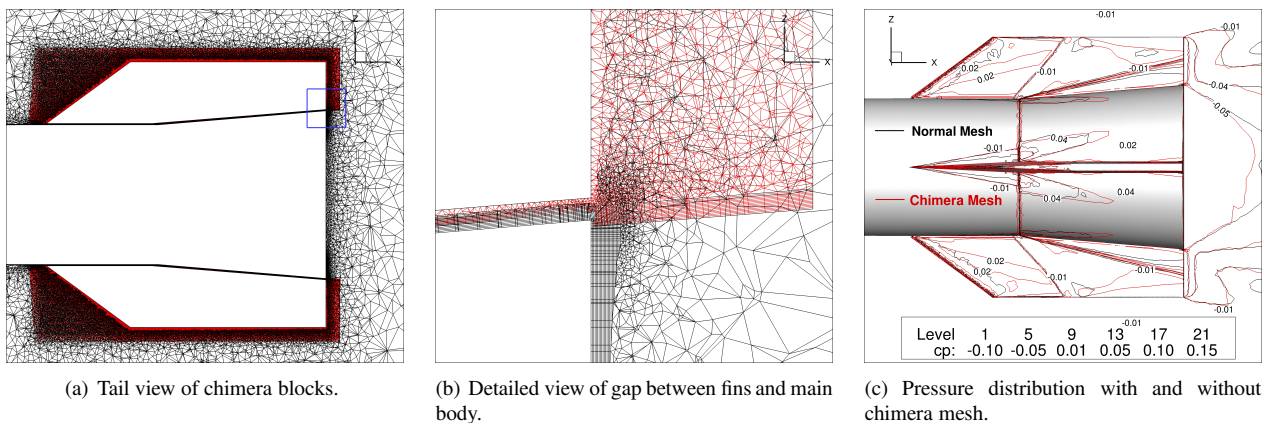 Z
X
Z
X
Z
X
-0.01
-0.01
0.02
0.02
-0.01
-0.01
-0.04
-0.05
Normal Mesh
0.04
-0.01
0.02
Chimera Mesh
-0.01
0.04
0.04
0.02
0.02
-0.01
-0.01
-0.01
-0.01
Level 1 5 9 13 17 21
cp: -0.10 -0.05 0.01 0.05 0.10 0.15
(a) Tail view of chimera blocks.
(b) Detailed view of gap between fins and main
body.
(c) Pressure distribution with and without
chimera mesh.